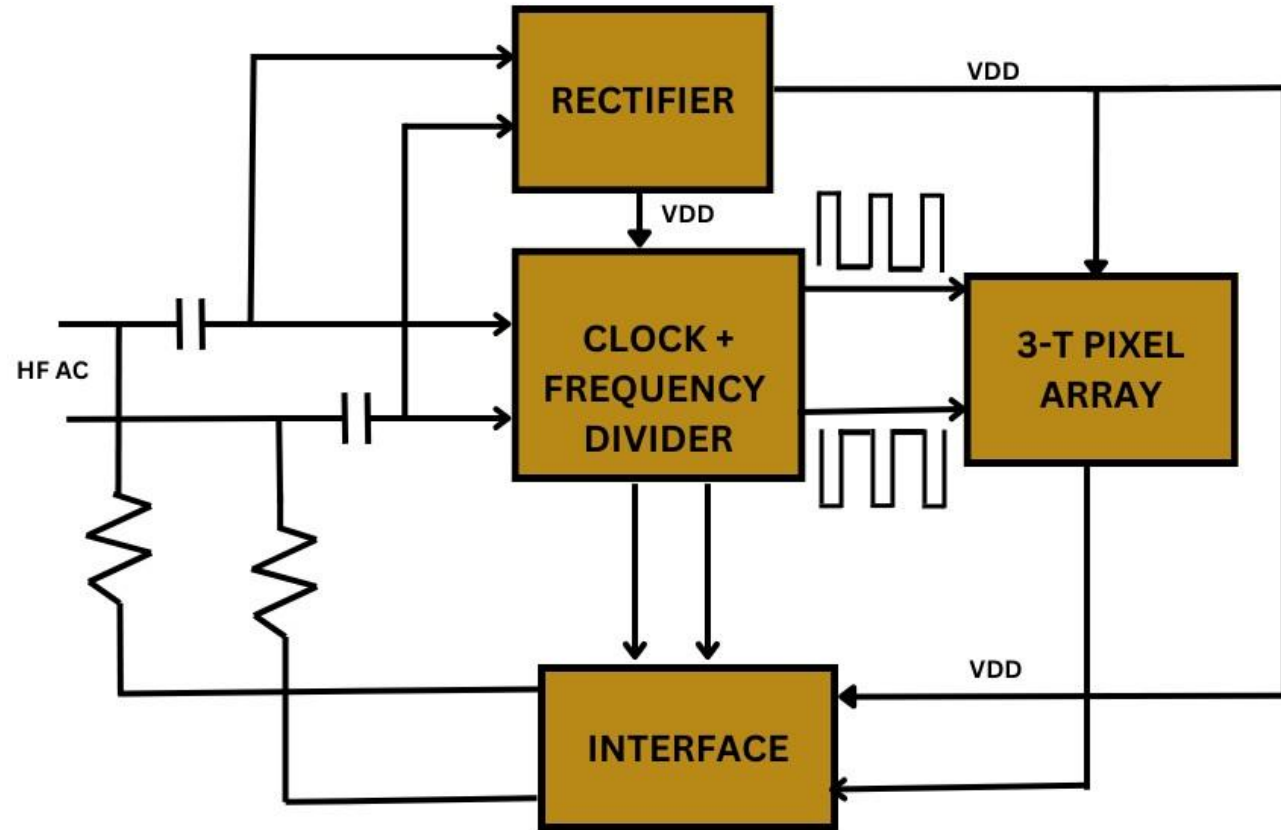 VDD
RECTIFIER
VDD
HF AC
CLOCK +
FREQUENCY
DIVIDER
3-T PIXEL
ARRAY
VDD
INTERFACE